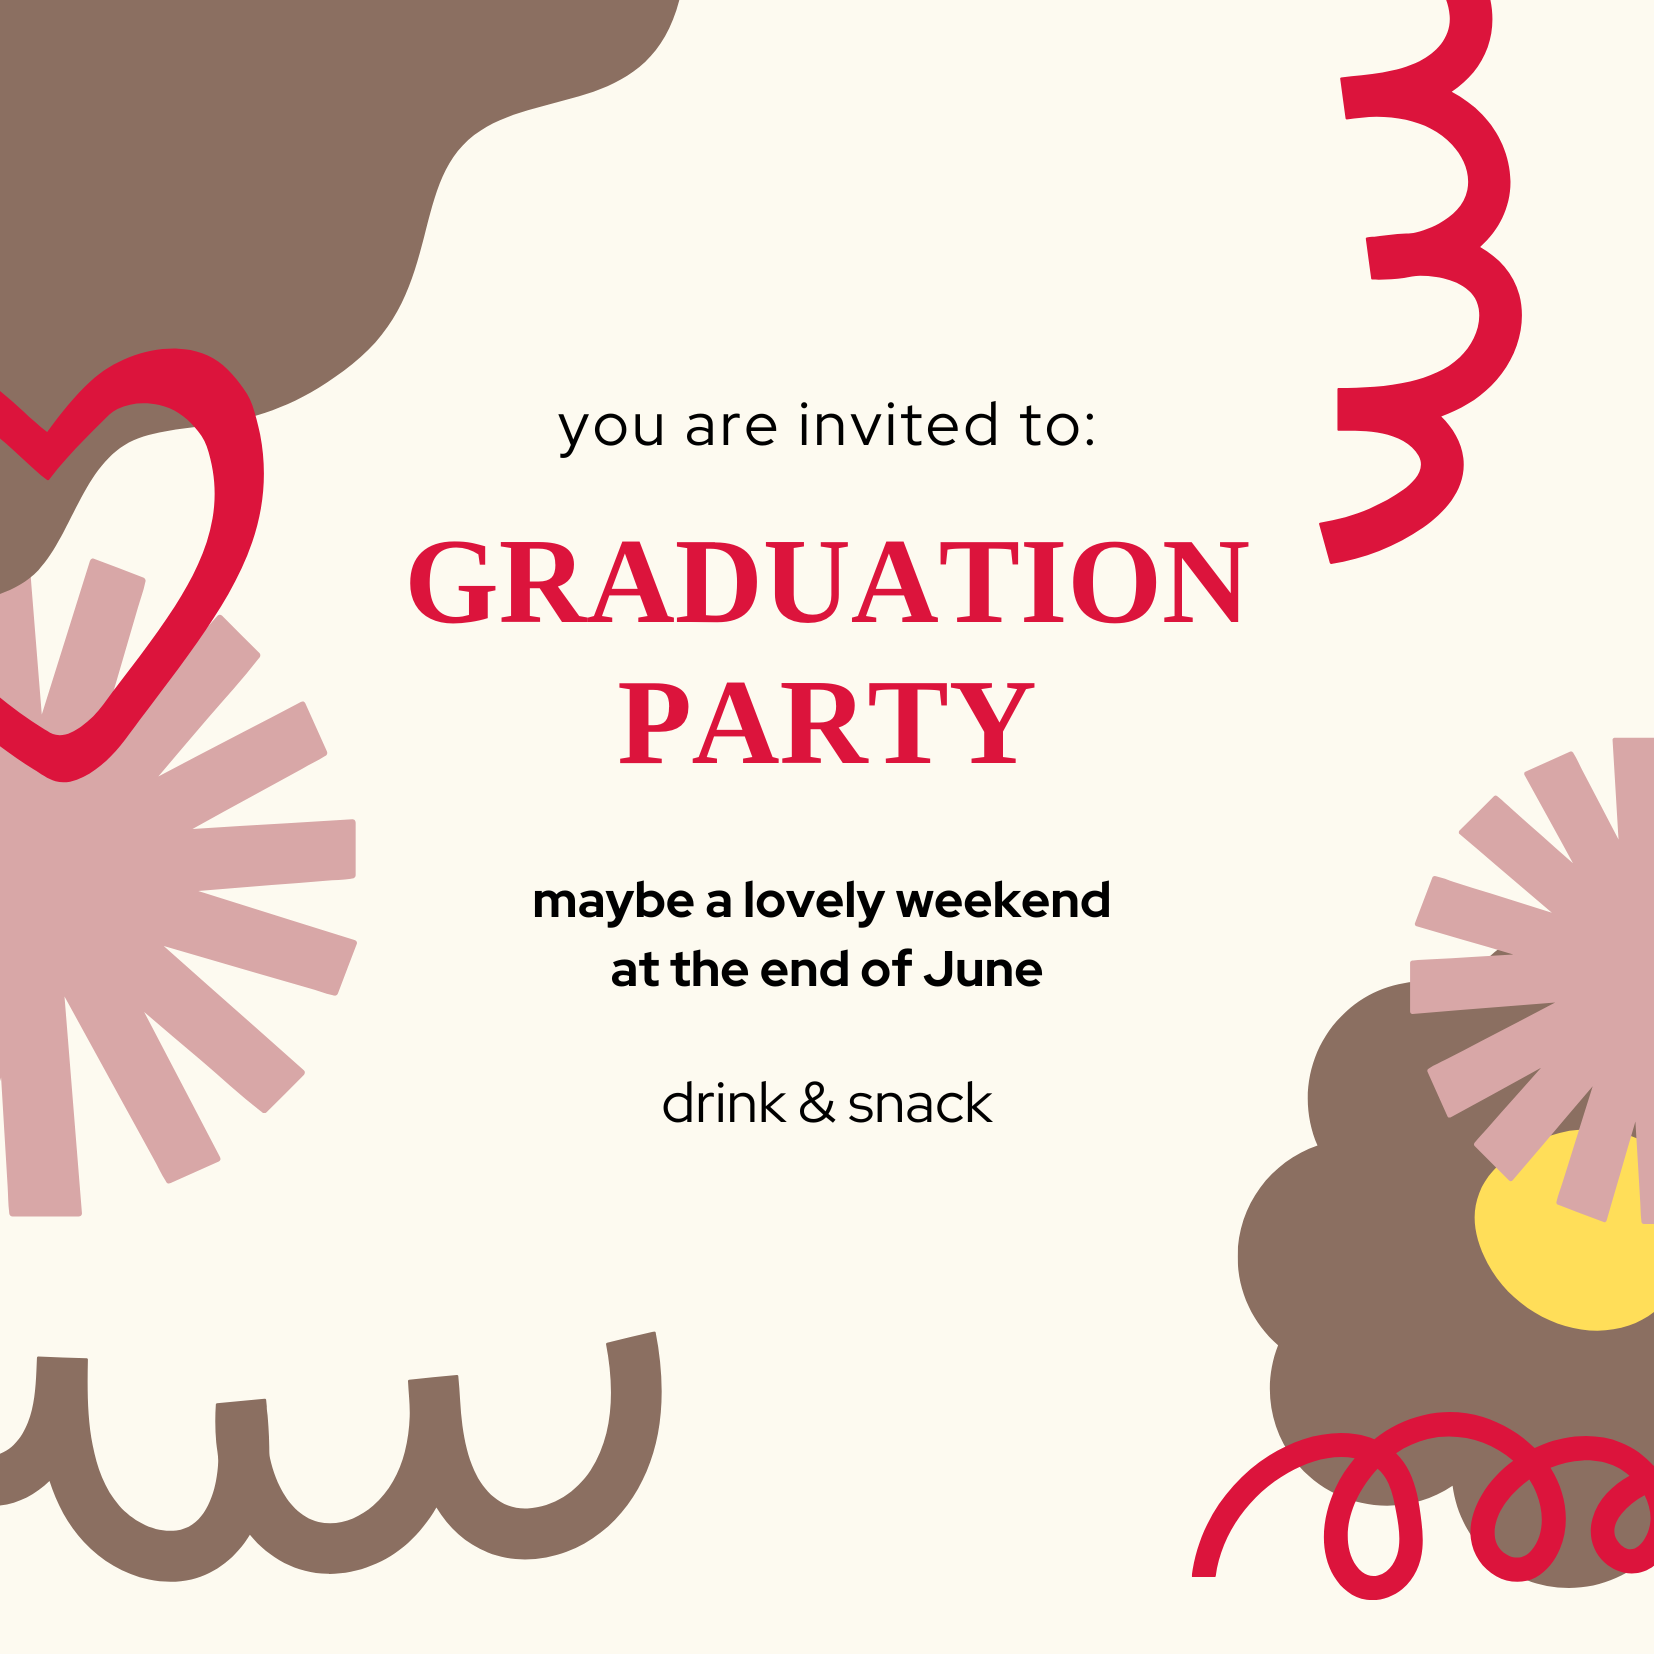 you are invited to:
GRADUATION
PARTY
maybe a lovely weekend
at the end of June
drink & snack